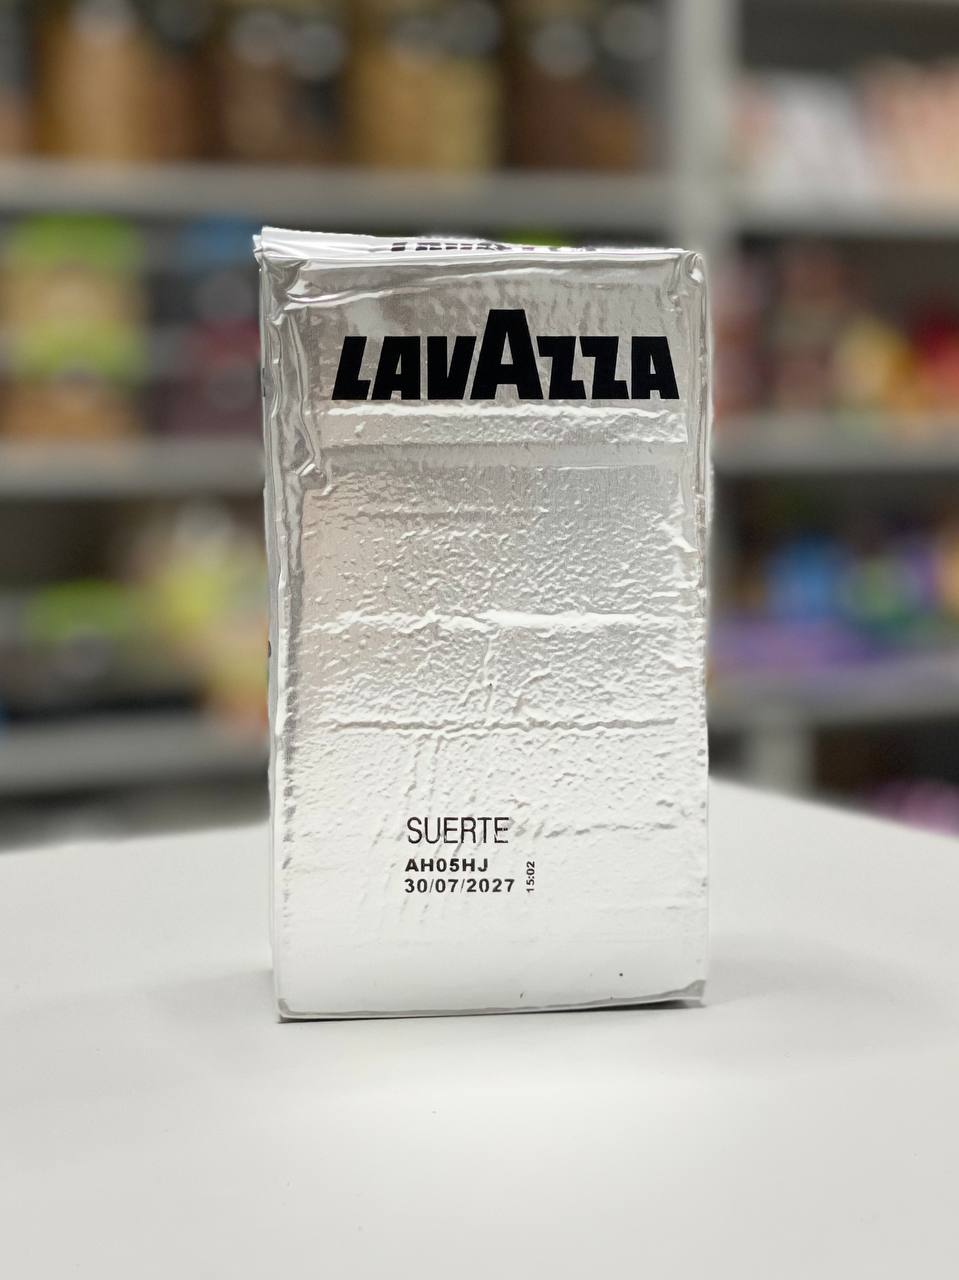 LAVAZZA
SUERTE
AH05HJ
30/07/2027
15:02